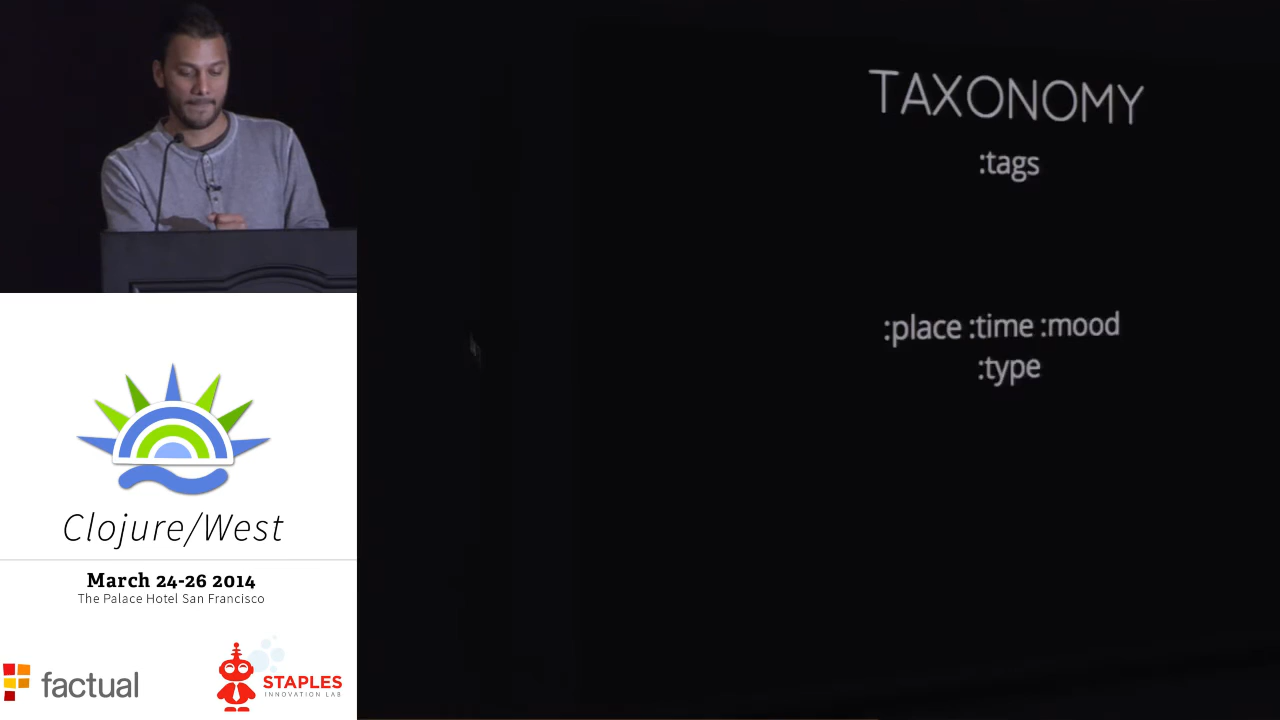 TAXONOMY
:tags
:place :time :mood
:type
Clojure/West
March 24-26 2014
The Palace Hotel San Francisco
factual
STAPLES
INNOVATION LAB